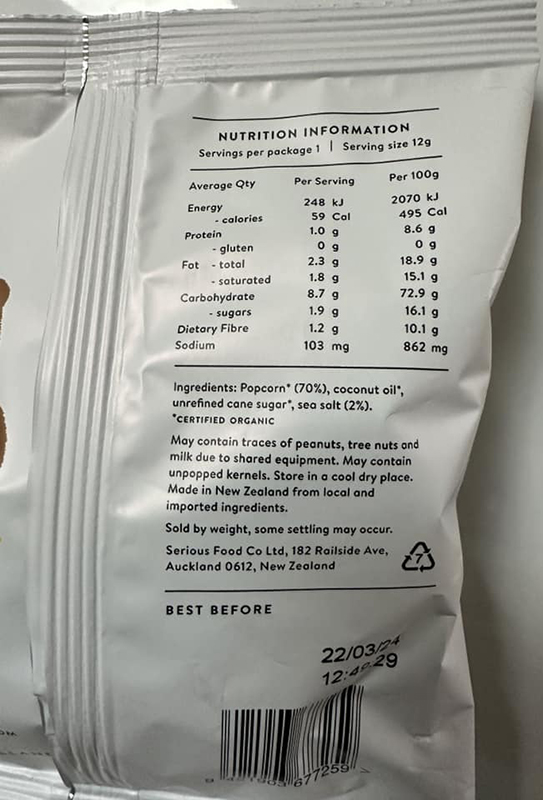 NUTRITION INFORMATION
Servings per package 1 | Serving size 12g
Average Qty Per Serving Per 100g
Energy 248 kJ 2070 kJ
- calories 59 Cal 495 Cal
Protein 1.0 g 8.6 g
- gluten 0 g 0 g
Fat - total 2.3 g 18.9 g
- saturated 1.8 g 15.1 g
Carbohydrate 8.7 g 72.9 g
- sugars 1.9 g 16.1 g
Dietary Fibre 1.2 g 10.1 g
Sodium 103 mg 862 mg
Ingredients: Popcorn* (70%), coconut oil*,
unrefined cane sugar*, sea salt (2%).
*CERTIFIED ORGANIC
May contain traces of peanuts, tree nuts and
milk due to shared equipment. May contain
unpopped kernels. Store in a cool dry place.
Made in New Zealand from local and
imported ingredients.
Sold by weight, some settling may occur.
Serious Food Co Ltd, 182 Railside Ave,
Auckland 0612, New Zealand
7
BEST BEFORE
22/03/24
677259